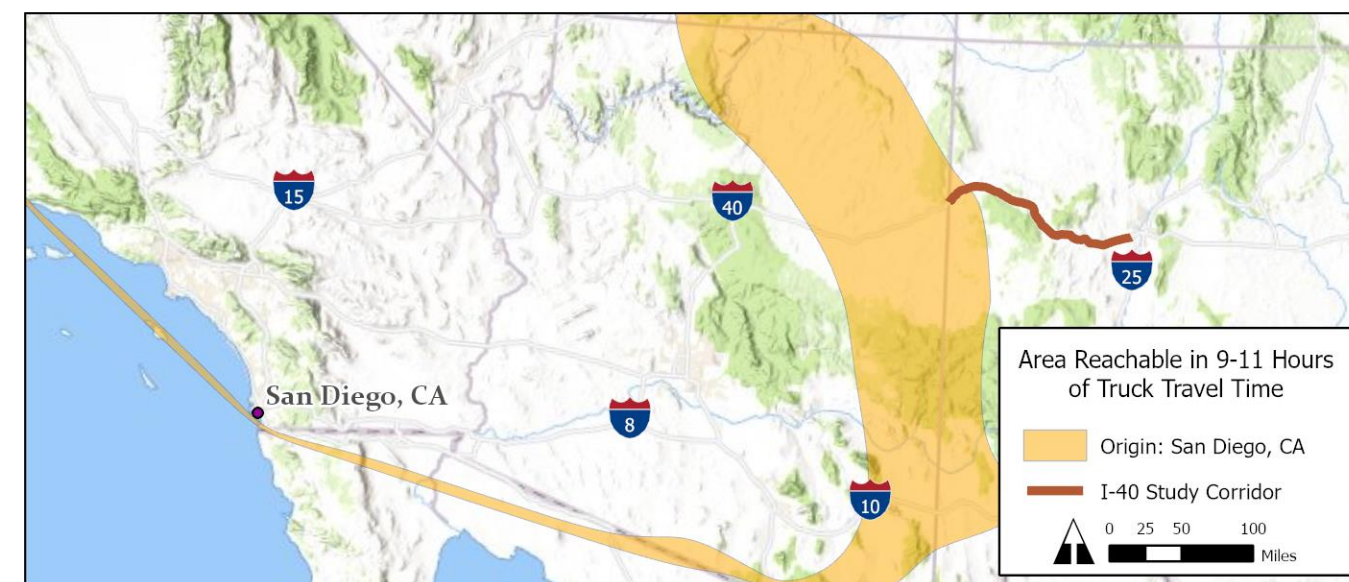 15
40
25
San Diego, CA
8
10
Area Reachable in 9-11 Hours
of Truck Travel Time
Origin: San Diego, CA
I-40 Study Corridor
0 25 50 100
Miles